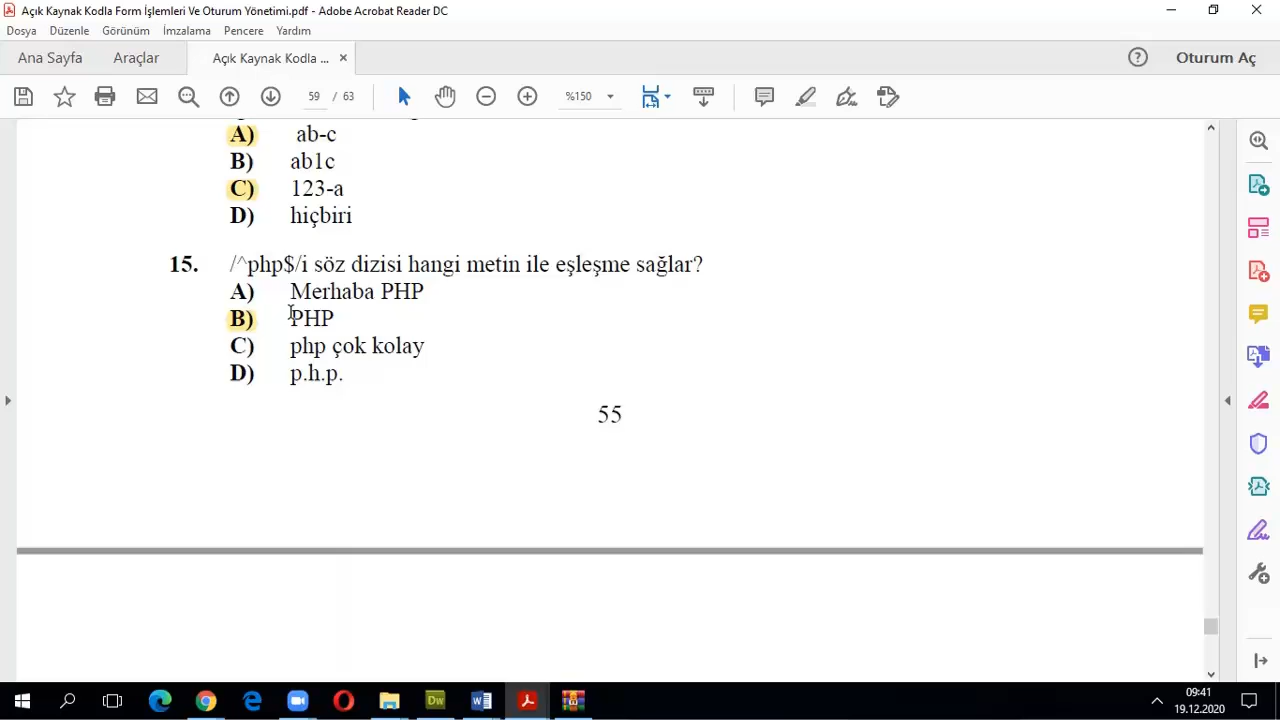 Açık Kaynak Kodla Form İşlemleri Ve Oturum Yönetimi.pdf - Adobe Acrobat Reader DC
Dosya Düzenle Görünüm İmzalama Pencere Yardım
Ana Sayfa Araçlar Açık Kaynak Kodla ... × ? Oturum Aç
59 / 63 %150
A) ab-c
B) ab1c
C) 123-a
D) hiçbiri
15. /^php$/i söz dizisi hangi metin ile eşleşme sağlar?
A) Merhaba PHP
B) PHP
C) php çok kolay
D) p.h.p.
55
Dw
09:41
19.12.2020